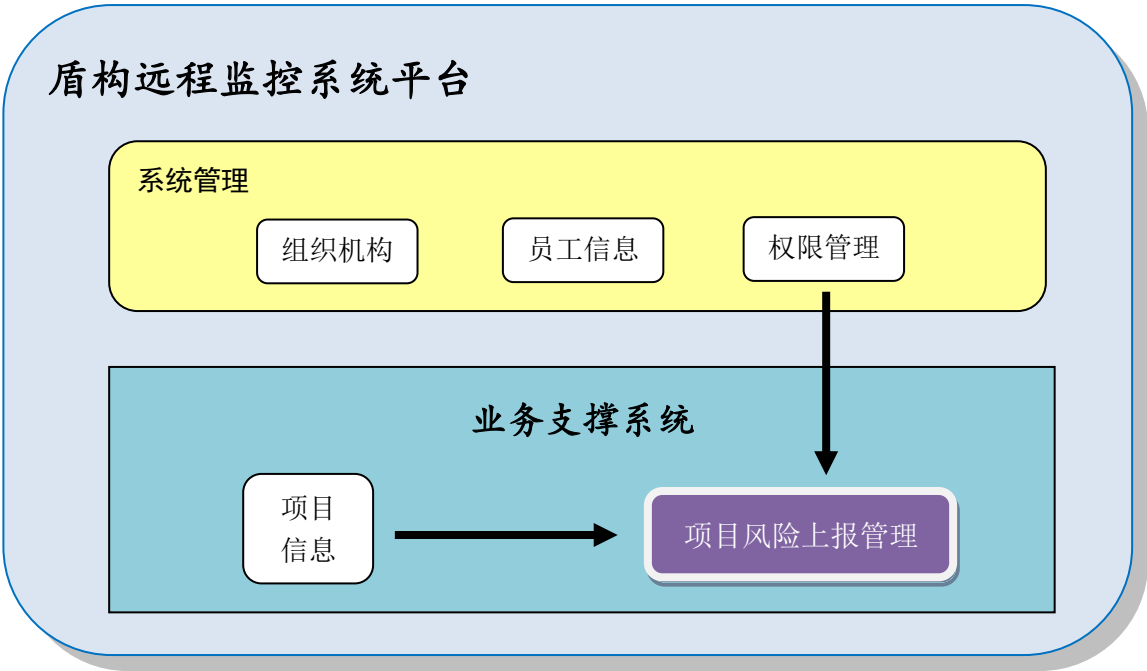 盾构远程监控系统平台
系统管理
组织机构
员工信息
权限管理
业务支撑系统
项目
信息
项目风险上报管理